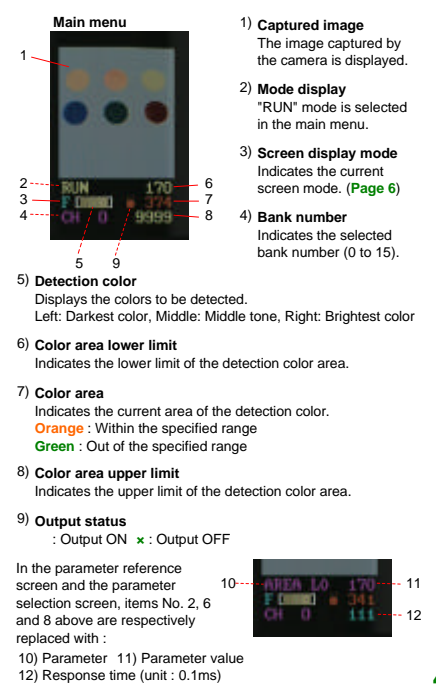 Main menu
1
RUN 170
F 374
CH 0 9999
2
3
4
5
9
6
7
8
1) Captured image
The image captured by
the camera is displayed.
2) Mode display
"RUN" mode is selected
in the main menu.
3) Screen display mode
Indicates the current
screen mode. (Page 6)
4) Bank number
Indicates the selected
bank number (0 to 15).
5) Detection color
Displays the colors to be detected.
Left: Darkest color, Middle: Middle tone, Right: Brightest color
6) Color area lower limit
Indicates the lower limit of the detection color area.
7) Color area
Indicates the current area of the detection color.
Orange : Within the specified range
Green : Out of the specified range
8) Color area upper limit
Indicates the upper limit of the detection color area.
9) Output status
: Output ON × : Output OFF
In the parameter reference
screen and the parameter
selection screen, items No. 2, 6
and 8 above are respectively
replaced with :
10) Parameter 11) Parameter value
12) Response time (unit : 0.1ms)
10
AREA LO 170
F 341
CH 0 111
11
12